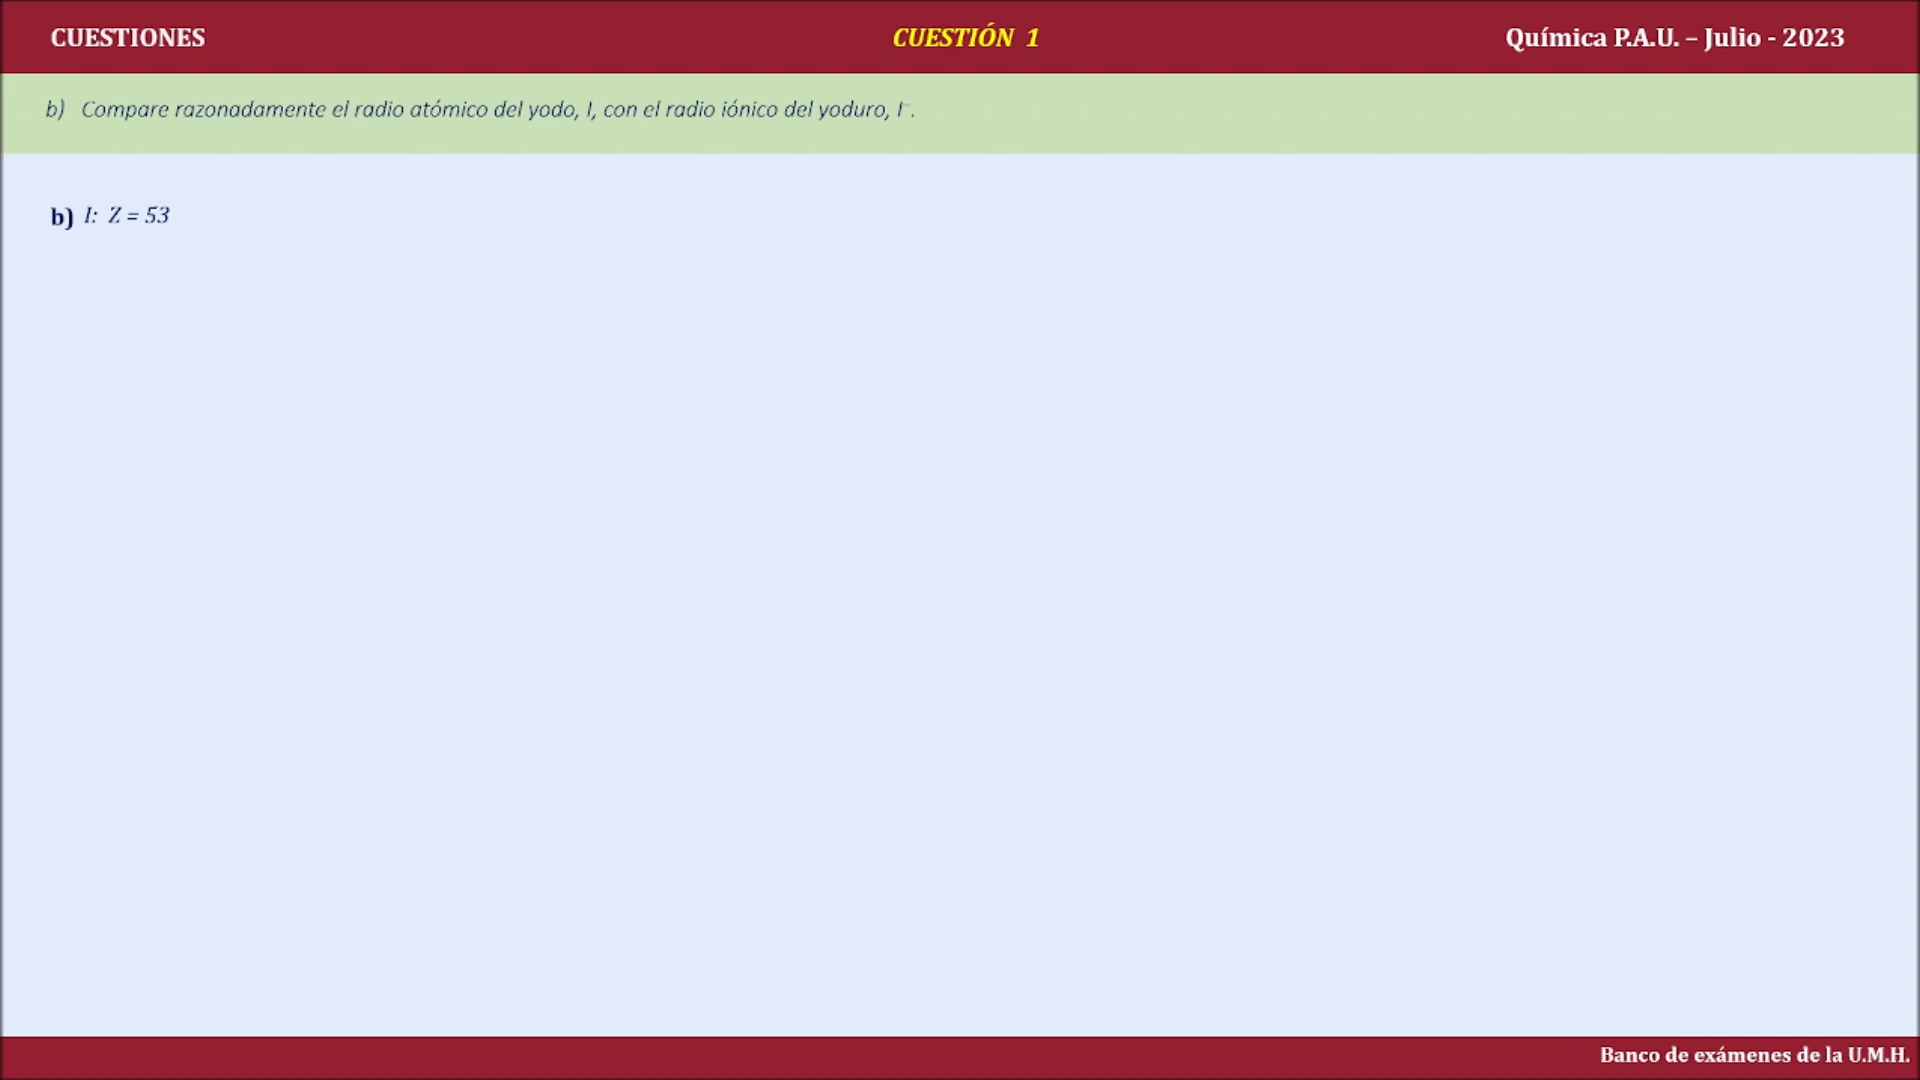 CUESTIONES
CUESTIÓN 1
Química P.A.U. – Julio - 2023
b) Compare razonadamente el radio atómico del yodo, I, con el radio iónico del yoduro, I⁻.
b) I: Z = 53
Banco de exámenes de la U.M.H.